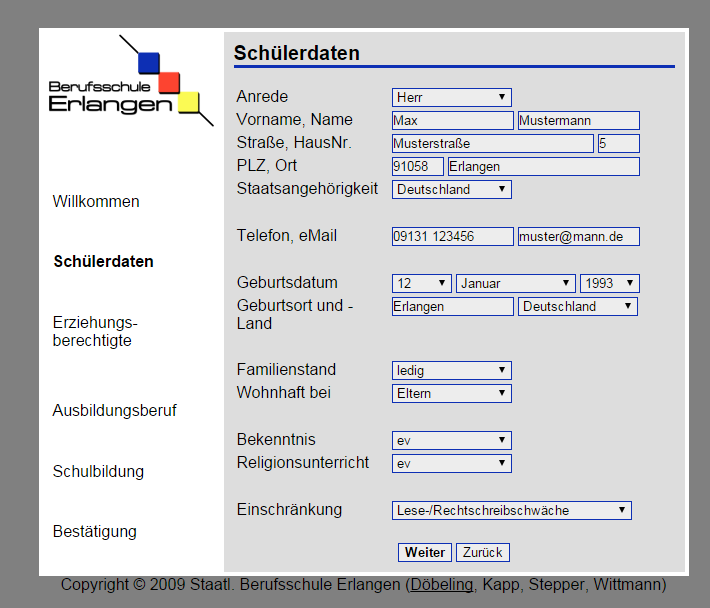 Berufsschule
Erlangen
Willkommen
Schülerdaten
Erziehungs-
berechtigte
Ausbildungsberuf
Schulbildung
Bestätigung
Schülerdaten
Anrede Herr
Vorname, Name Max Mustermann
Straße, HausNr. Musterstraße 5
PLZ, Ort 91058 Erlangen
Staatsangehörigkeit Deutschland
Telefon, eMail 09131 123456 muster@mann.de
Geburtsdatum 12 Januar 1993
Geburtsort und - Erlangen Deutschland
Land
Familienstand ledig
Wohnhaft bei Eltern
Bekenntnis ev
Religionsunterricht ev
Einschränkung Lese-/Rechtschreibschwäche
Weiter Zurück
Copyright © 2009 Staatl. Berufsschule Erlangen (Döbeling, Kapp, Stepper, Wittmann)